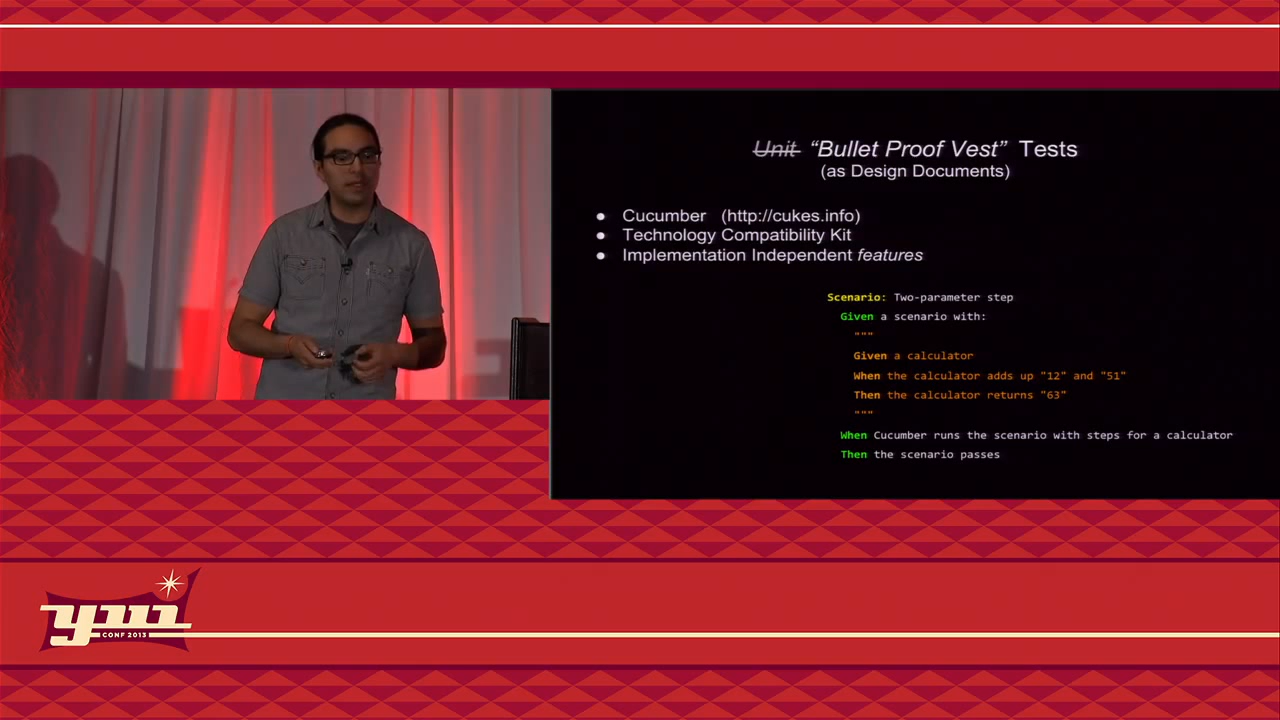 Unit "Bullet Proof Vest" Tests
(as Design Documents)
● Cucumber (http://cukes.info)
● Technology Compatibility Kit
● Implementation Independent features
Scenario: Two-parameter step
Given a scenario with:
"""
Given a calculator
When the calculator adds up "12" and "51"
Then the calculator returns "63"
"""
When Cucumber runs the scenario with steps for a calculator
Then the scenario passes
yui
CONF 2013